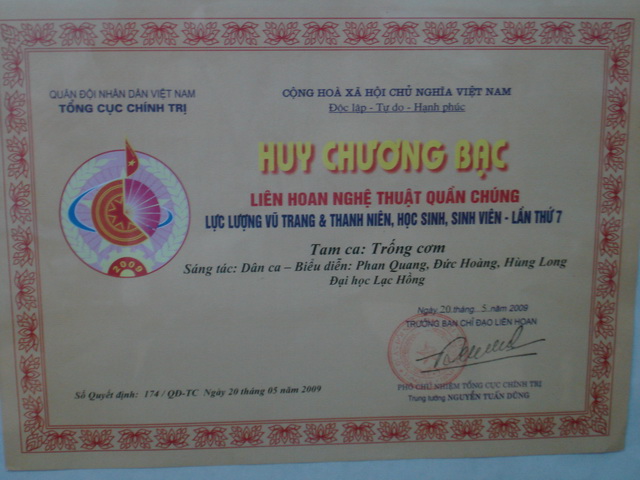 QUÂN ĐỘI NHÂN DÂN VIỆT NAM
TỔNG CỤC CHÍNH TRỊ
CỘNG HOÀ XÃ HỘI CHỦ NGHĨA VIỆT NAM
Độc lập - Tự do - Hạnh phúc
HUY CHƯƠNG BẠC
LIÊN HOAN NGHỆ THUẬT QUẦN CHÚNG
LỰC LƯỢNG VŨ TRANG & THANH NIÊN, HỌC SINH, SINH VIÊN - LẦN THỨ 7
2009
Tam ca: Trống cơm
Sáng tác: Dân ca – Biểu diễn: Phan Quang, Đức Hoàng, Hùng Long
Đại học Lạc Hồng
Ngày 20 tháng 5 năm 2009
TRƯỞNG BAN CHỈ ĐẠO LIÊN HOAN
PHÓ CHỦ NHIỆM TỔNG CỤC CHÍNH TRỊ
Trung tướng NGUYỄN TUẤN DŨNG
Số Quyết định: 174 / QĐ-TC Ngày 20 tháng 05 năm 2009